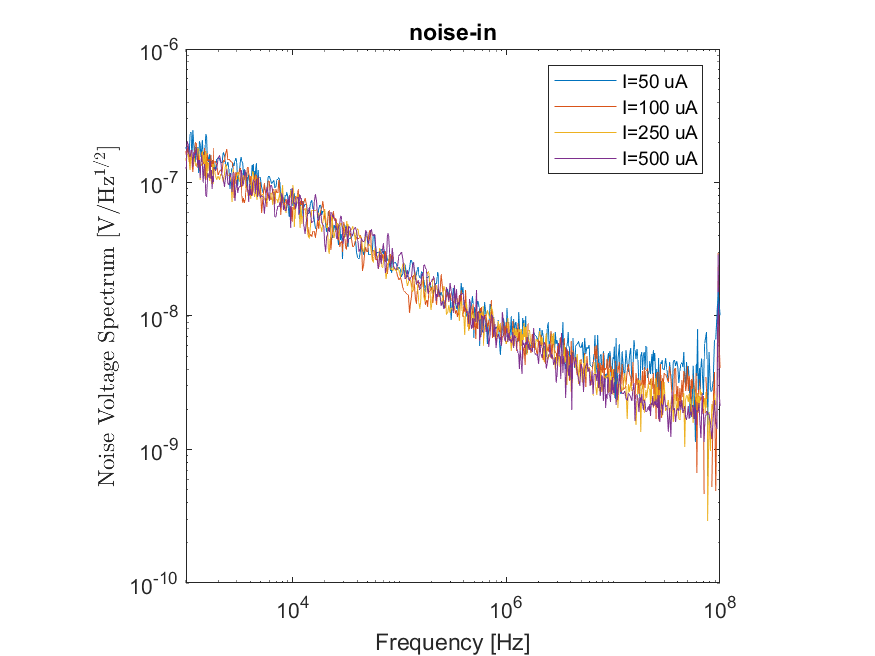 noise-in
10^-6
10^-7
10^-8
10^-9
10^-10
Noise Voltage Spectrum [V/Hz^1/2]
I=50 uA
I=100 uA
I=250 uA
I=500 uA
10^4
10^6
10^8
Frequency [Hz]